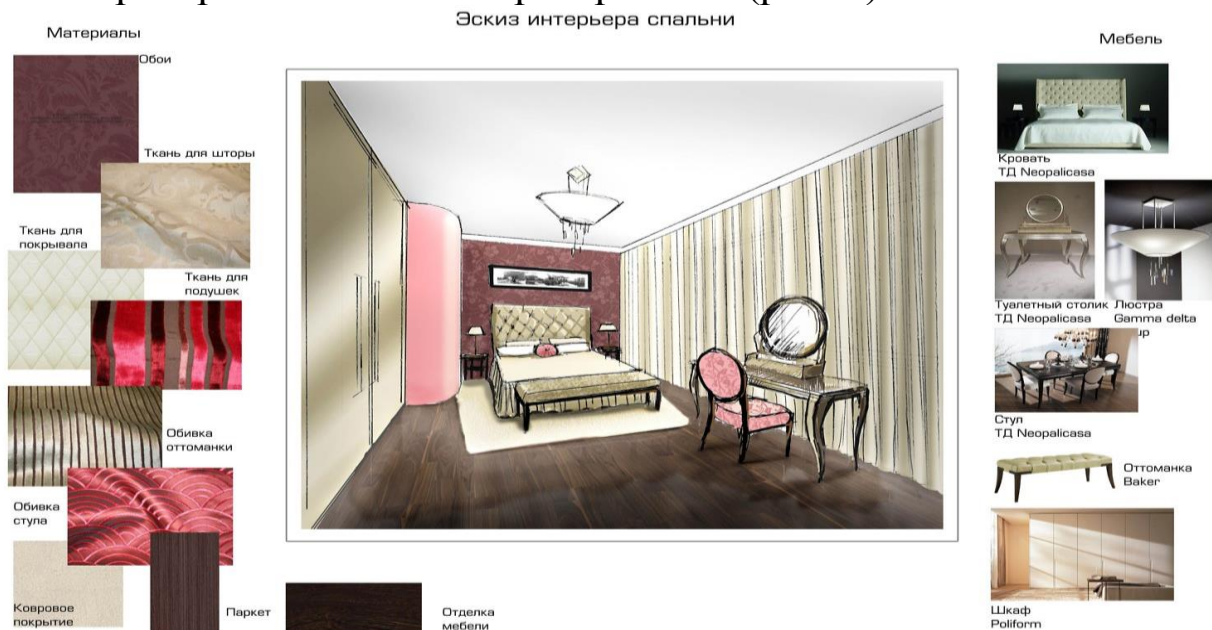 Эскиз интерьера спальни
Материалы
Обои
Ткань для шторы
Ткань для
покрывала
Ткань для
подушек
Обивка
оттоманки
Обивка
стула
Ковровое
покрытие
Паркет
Отделка
мебели
Мебель
Кровать
ТД Neopalicasa
Туалетный столик
ТД Neopalicasa
Люстра
Gamma delta
up
Стул
ТД Neopalicasa
Оттоманка
Baker
Шкаф
Poliform